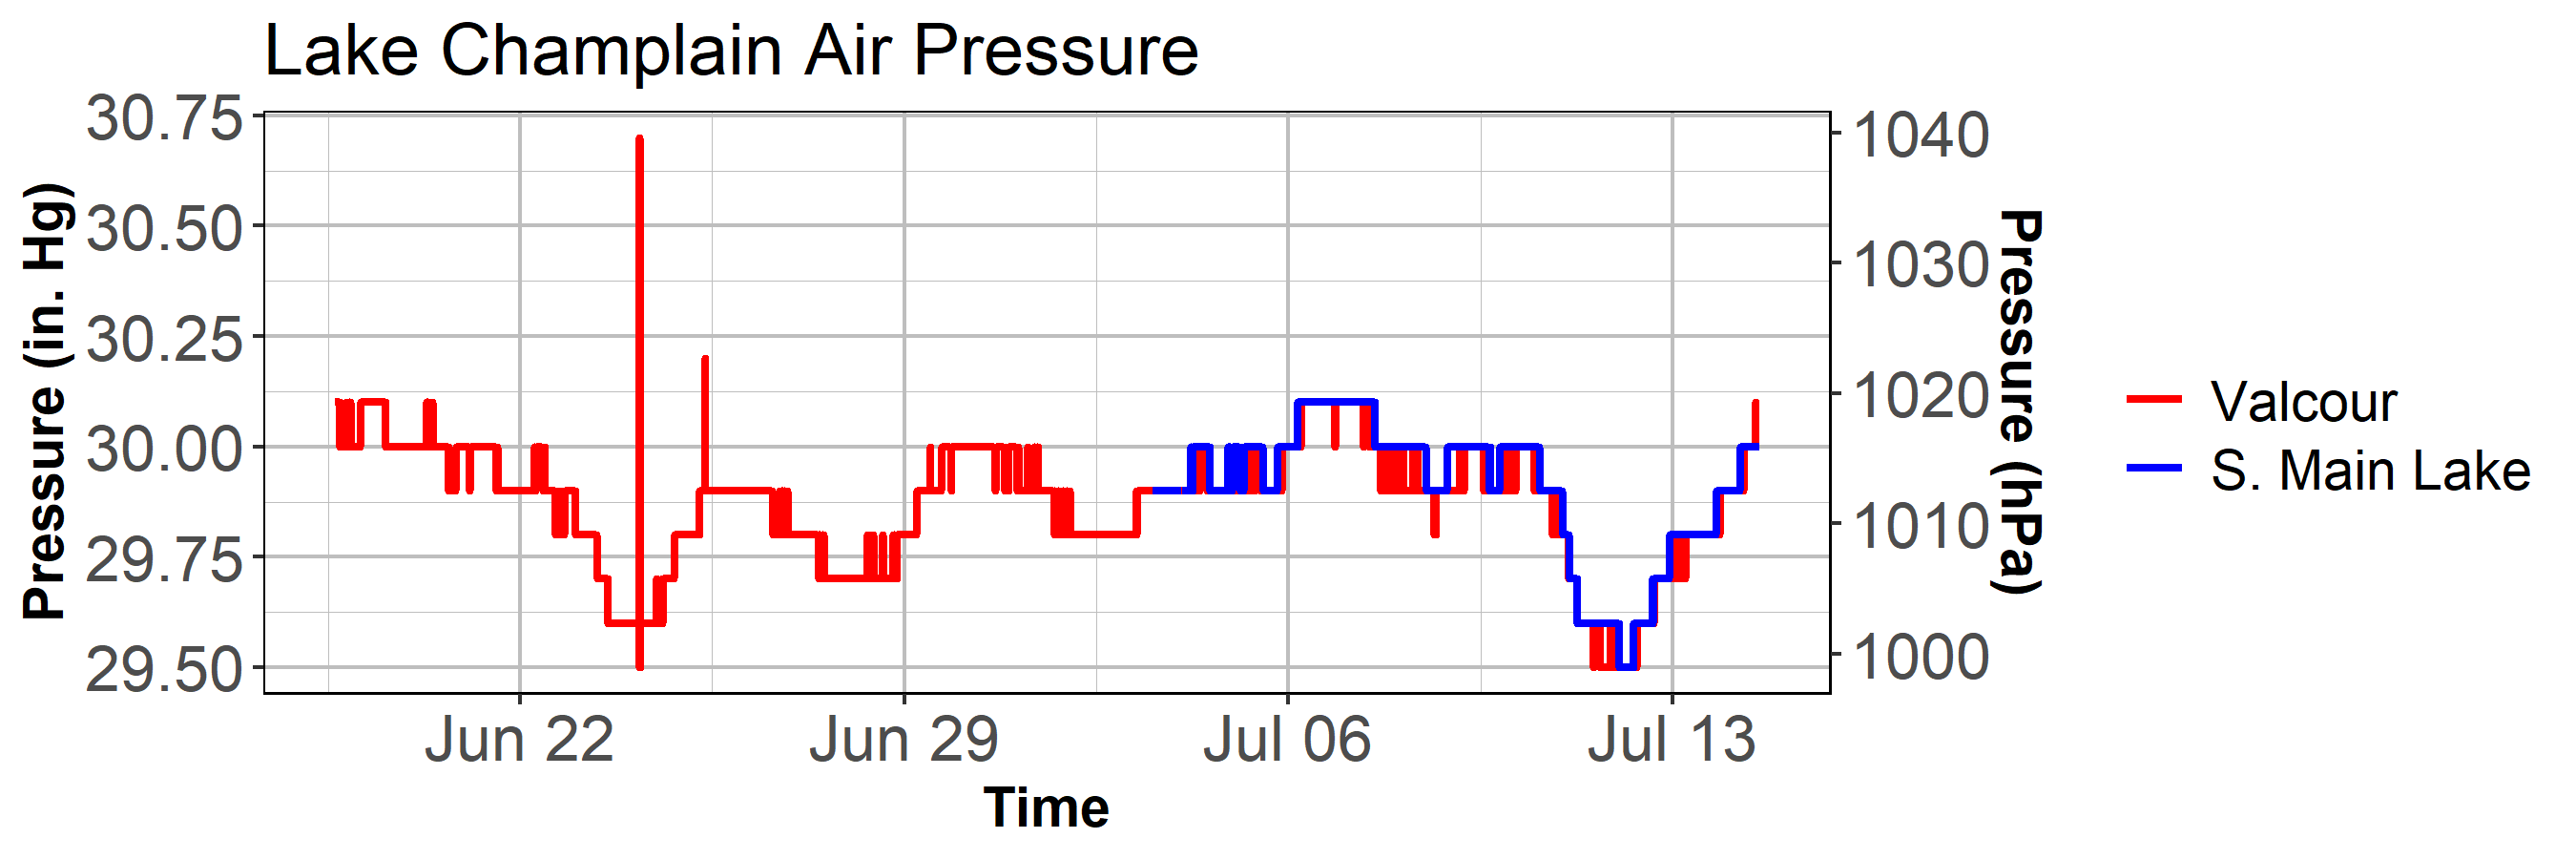 Lake Champlain Air Pressure
Pressure (in. Hg)
30.75
30.50
30.25
30.00
29.75
29.50
1040
1030
1020
1010
1000
Pressure (hPa)
Valcour
S. Main Lake
Jun 22
Jun 29
Jul 06
Jul 13
Time